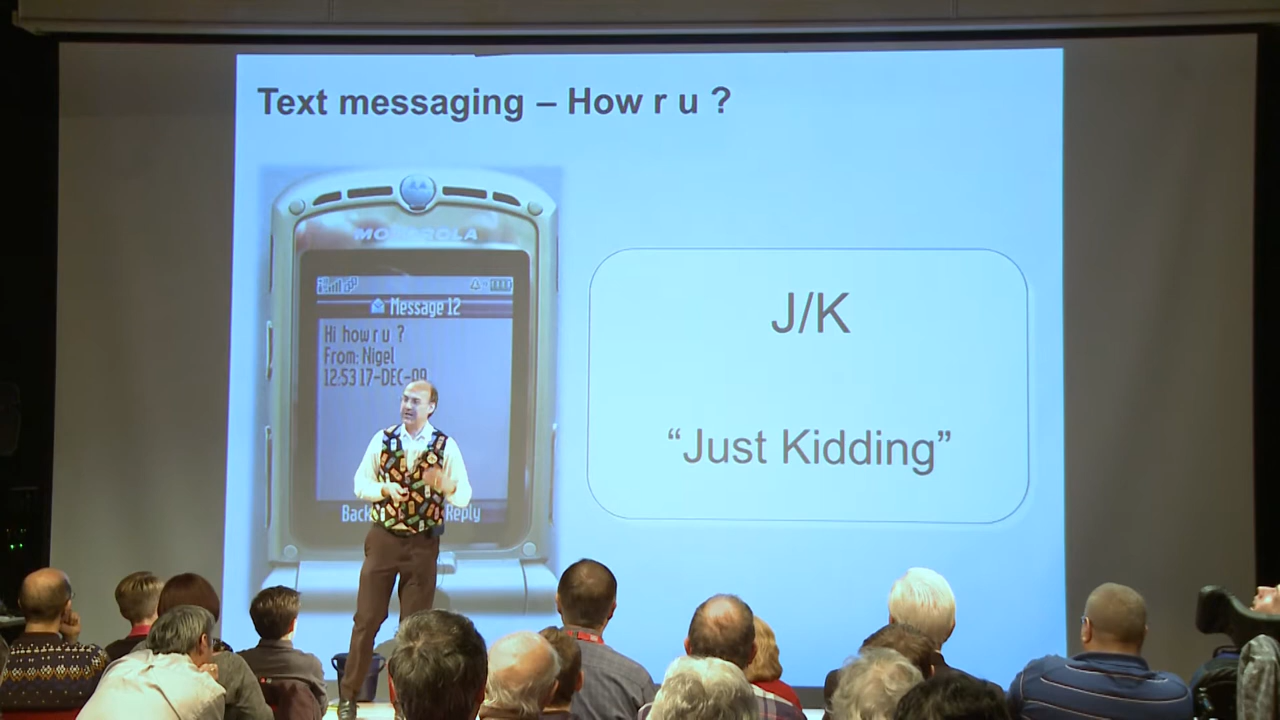 Text messaging – How r u ?
MOTOROLA
Message 12
Hi how r u ?
From: Nigel
12:53 17-DEC-09
Back
Reply
J/K
“Just Kidding”